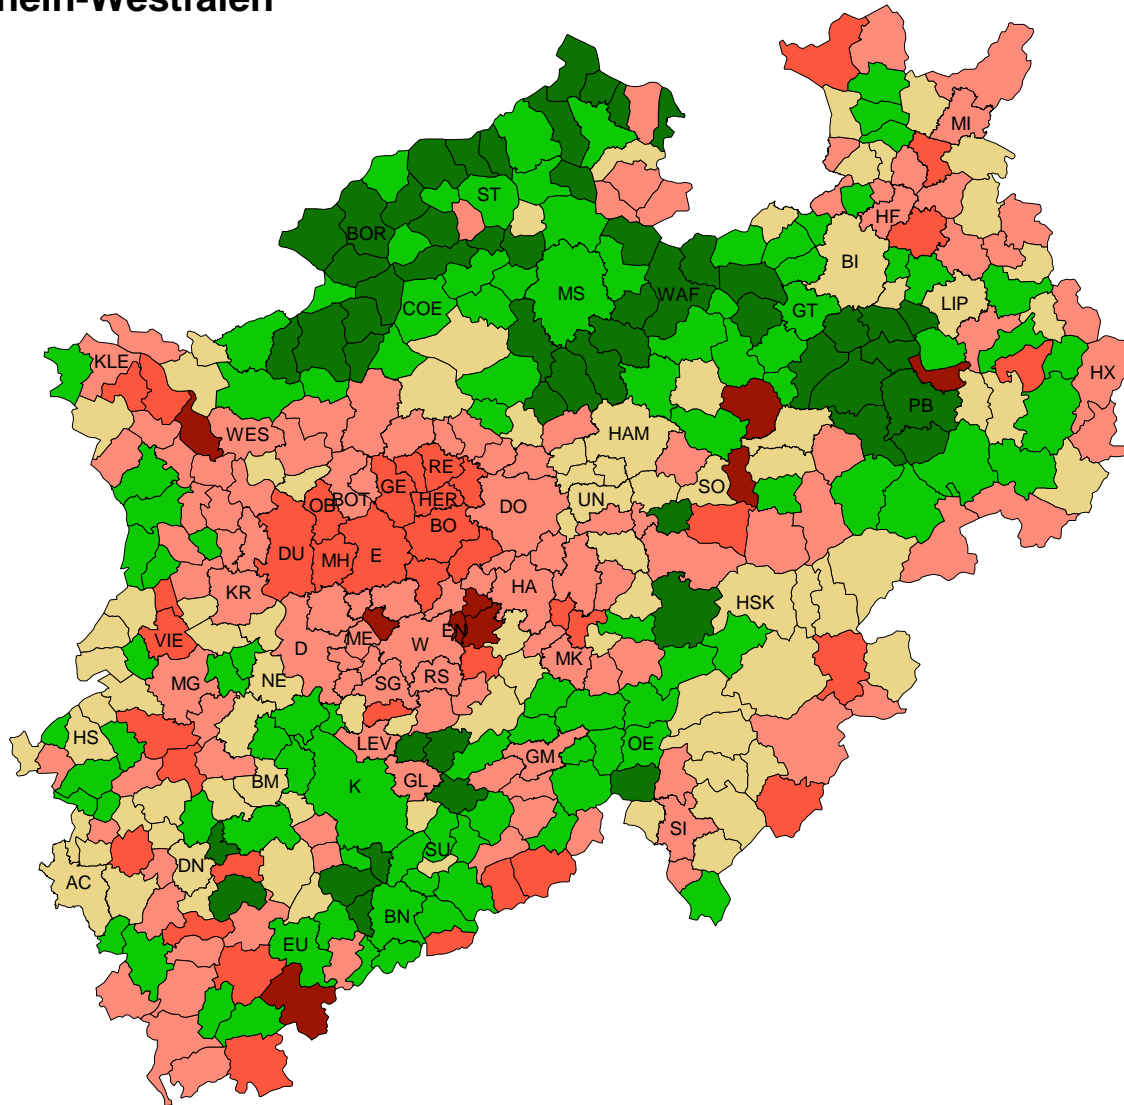 hein-Westfalen
MI
ST
HF
BOR
BI
MS
WAF
COE
GT
LIP
KLE
HX
PB
WES
HAM
RE
GE
SO
OB
BOT
HER
UN
DO
BO
DU
MH
E
HA
KR
HSK
EN
VIE
ME
W
D
MK
RS
NE
MG
SG
HS
LEV
OE
GM
BM
GL
K
SI
SU
DN
AC
BN
EU